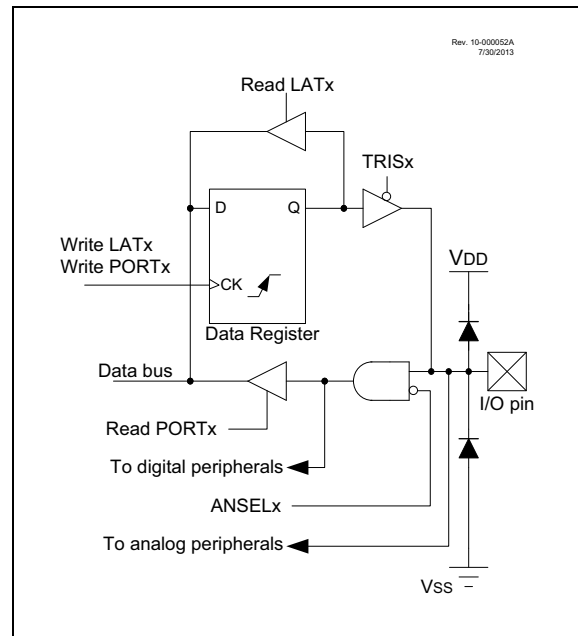 Rev. 10-000052A
7/30/2013
Read LATx
TRISx
D
Q
Write LATx
Write PORTx
CK
VDD
Data Register
Data bus
I/O pin
Read PORTx
To digital peripherals
ANSELx
To analog peripherals
Vss